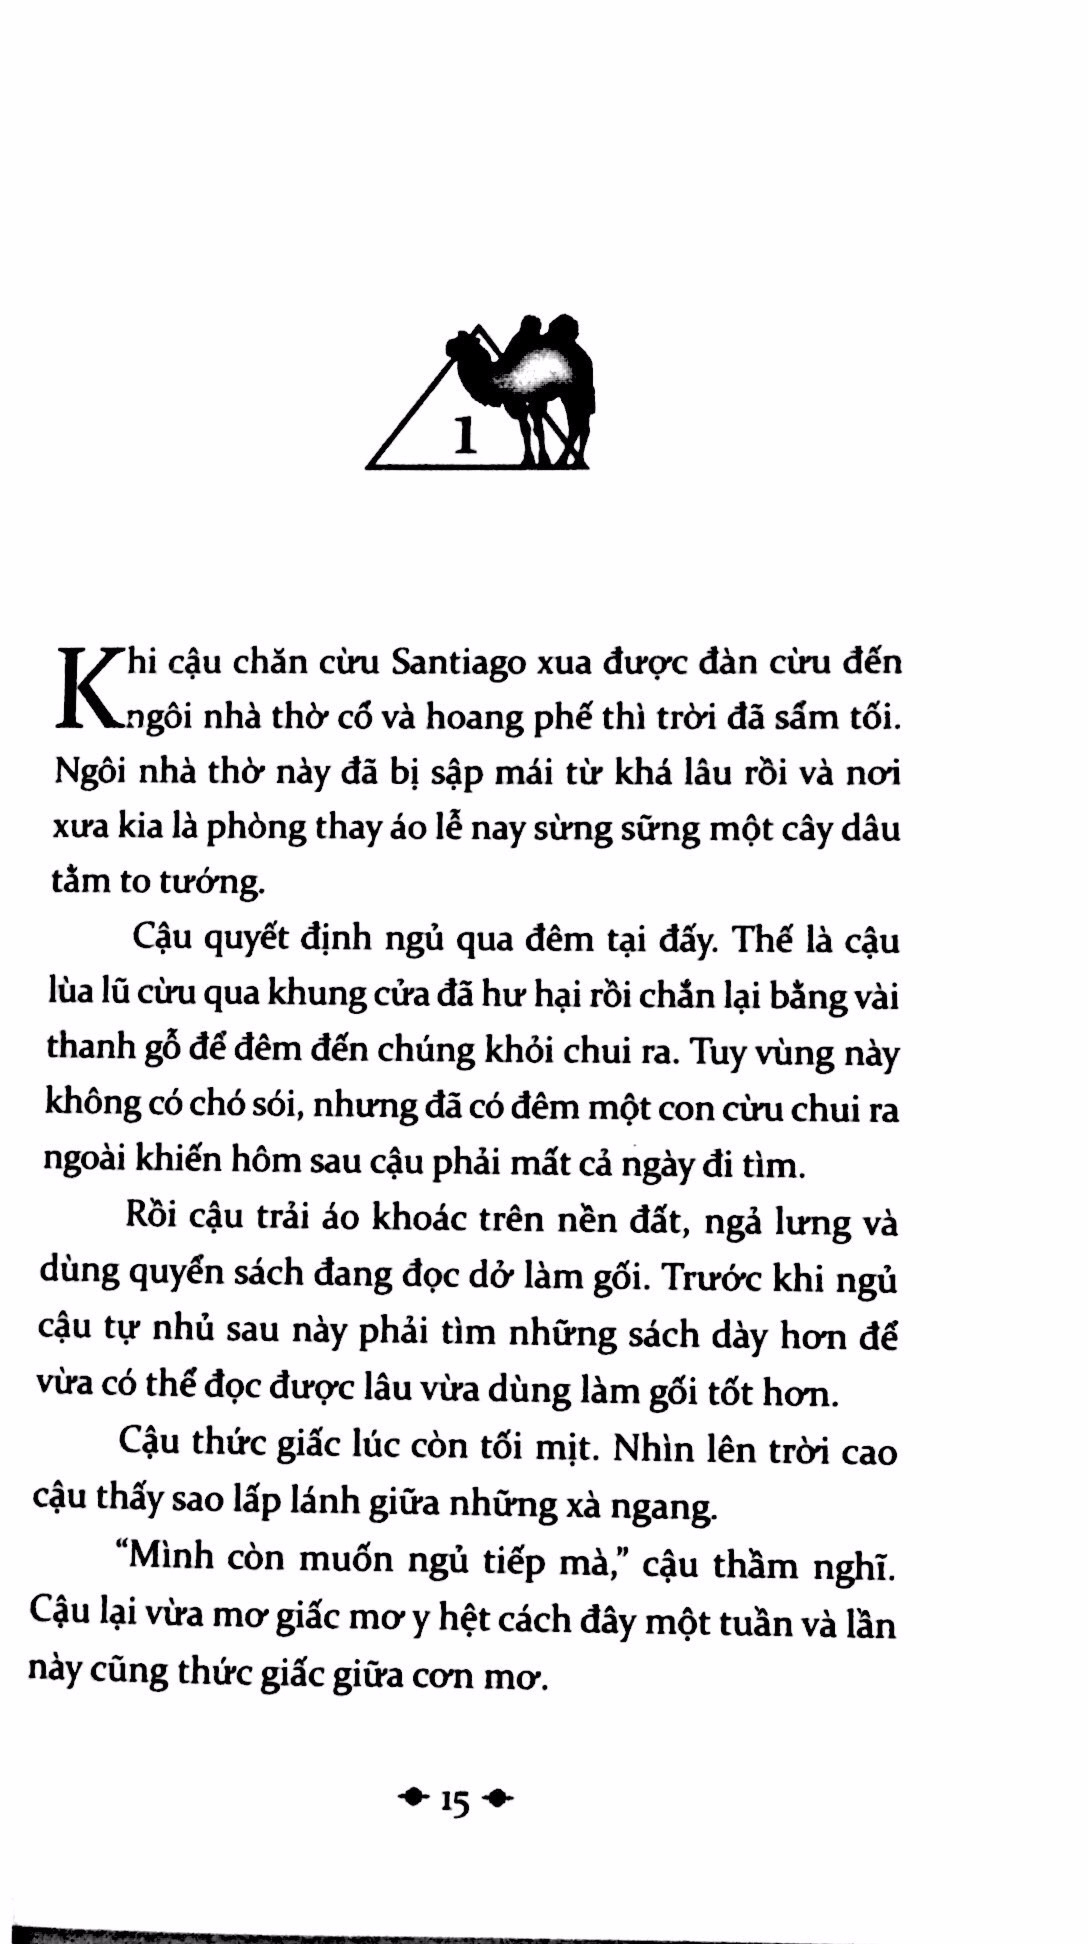 1
Khi cậu chăn cừu Santiago xua được đàn cừu đến
ngôi nhà thờ cổ và hoang phế thì trời đã sẩm tối.
Ngôi nhà thờ này đã bị sập mái từ khá lâu rồi và nơi
xưa kia là phòng thay áo lễ nay sừng sững một cây dâu
tằm to tướng.
Cậu quyết định ngủ qua đêm tại đấy. Thế là cậu
lùa lũ cừu qua khung cửa đã hư hại rồi chắn lại bằng vài
thanh gỗ để đêm đến chúng khỏi chui ra. Tuy vùng này
không có chó sói, nhưng đã có đêm một con cừu chui ra
ngoài khiến hôm sau cậu phải mất cả ngày đi tìm.
Rồi cậu trải áo khoác trên nền đất, ngả lưng và
dùng quyển sách đang đọc dở làm gối. Trước khi ngủ
cậu tự nhủ sau này phải tìm những sách dày hơn để
vừa có thể đọc được lâu vừa dùng làm gối tốt hơn.
Cậu thức giấc lúc còn tối mịt. Nhìn lên trời cao
cậu thấy sao lấp lánh giữa những xà ngang.
“Mình còn muốn ngủ tiếp mà,” cậu thầm nghĩ.
Cậu lại vừa mơ giấc mơ y hệt cách đây một tuần và lần
này cũng thức giấc giữa cơn mơ.
15